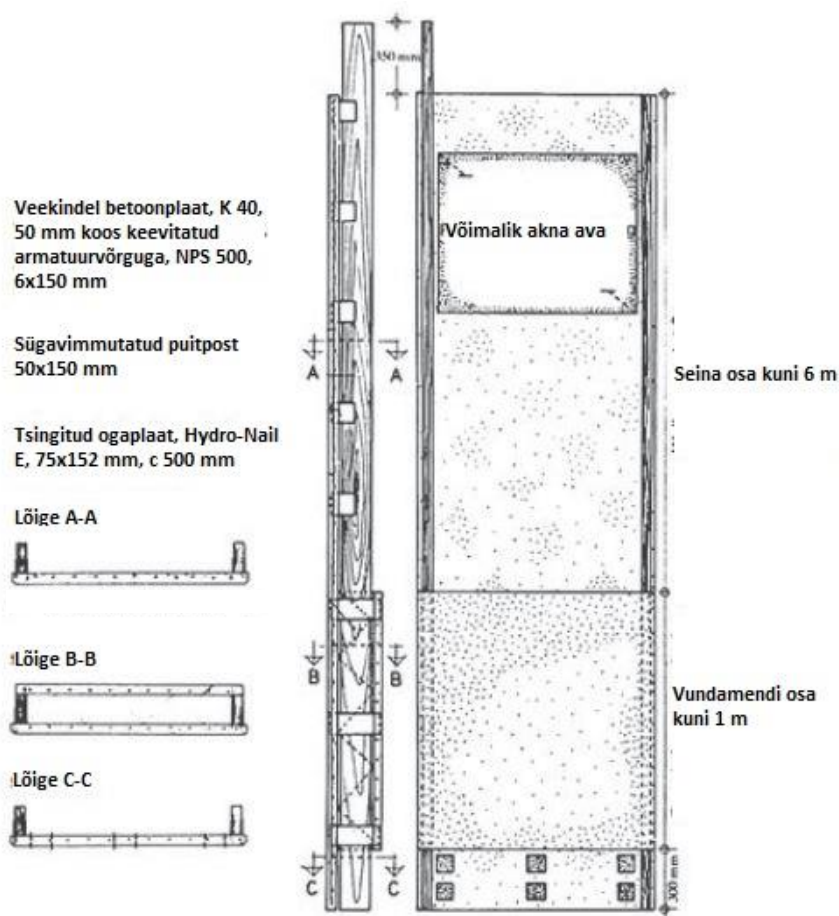 350 mm
Veekindel betoonplaat, K 40,
50 mm koos keevitatud
armatuurvõrguga, NPS 500,
6x150 mm
Võimalik akna ava
Sügavimmutatud puitpost
50x150 mm
A
A
Seina osa kuni 6 m
Tsingitud ogaplaat, Hydro-Nail
E, 75x152 mm, c 500 mm
Lõige A-A
Lõige B-B
B
B
Vundamendi osa
kuni 1 m
Lõige C-C
C
C
300 mm